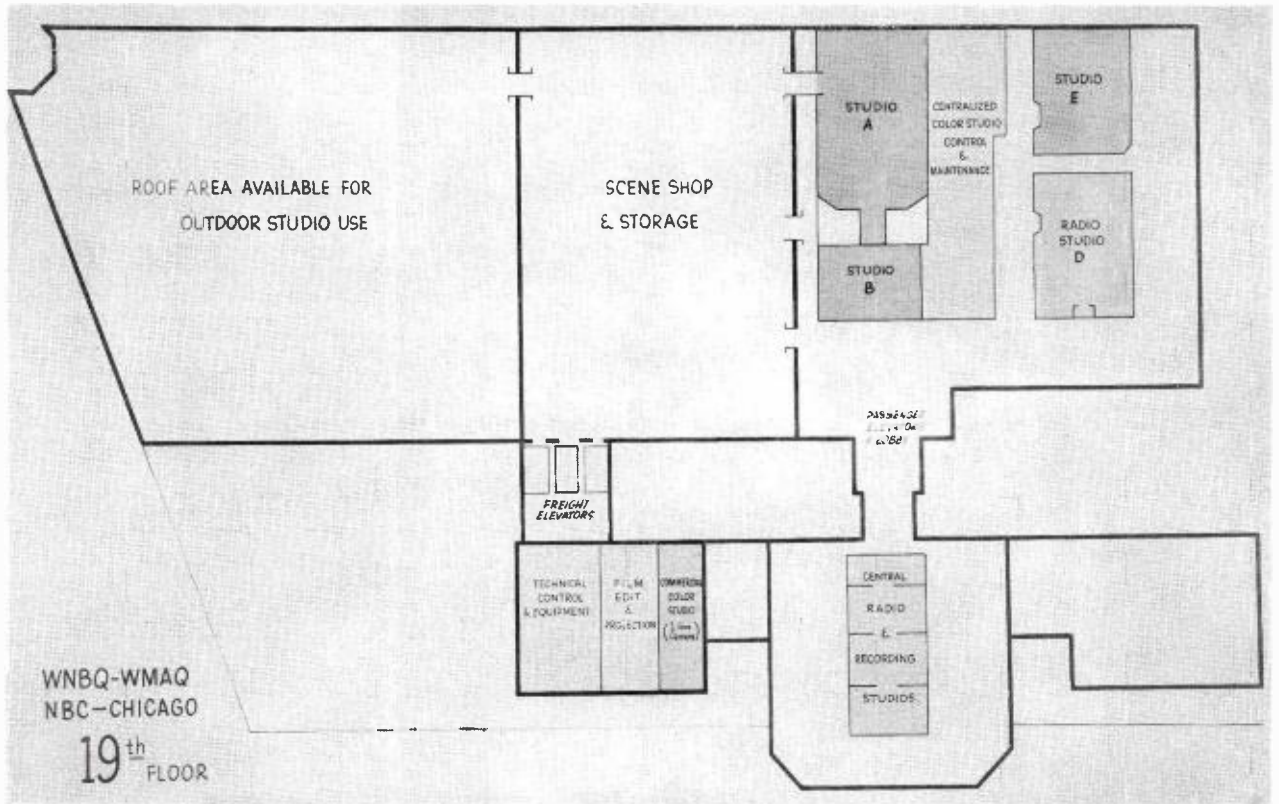 ROOF AREA AVAILABLE FOR
OUTDOOR STUDIO USE
SCENE SHOP
& STORAGE
STUDIO
A
CENTRALIZED
COLOR STUDIO
CONTROL
&
MAINTENANCE
STUDIO
E
RADIO
STUDIO
D
STUDIO
B
PASSENGER
FREIGHT
ELEVATORS
TECHNICAL
CONTROL
& EQUIPMENT
FILM
EDIT
&
PROJECTION
COMMERCIAL
COLOR
STUDIO
CENTRAL
RADIO
&
RECORDING
STUDIOS
WNBQ-WMAQ
NBC-CHICAGO
19th FLOOR